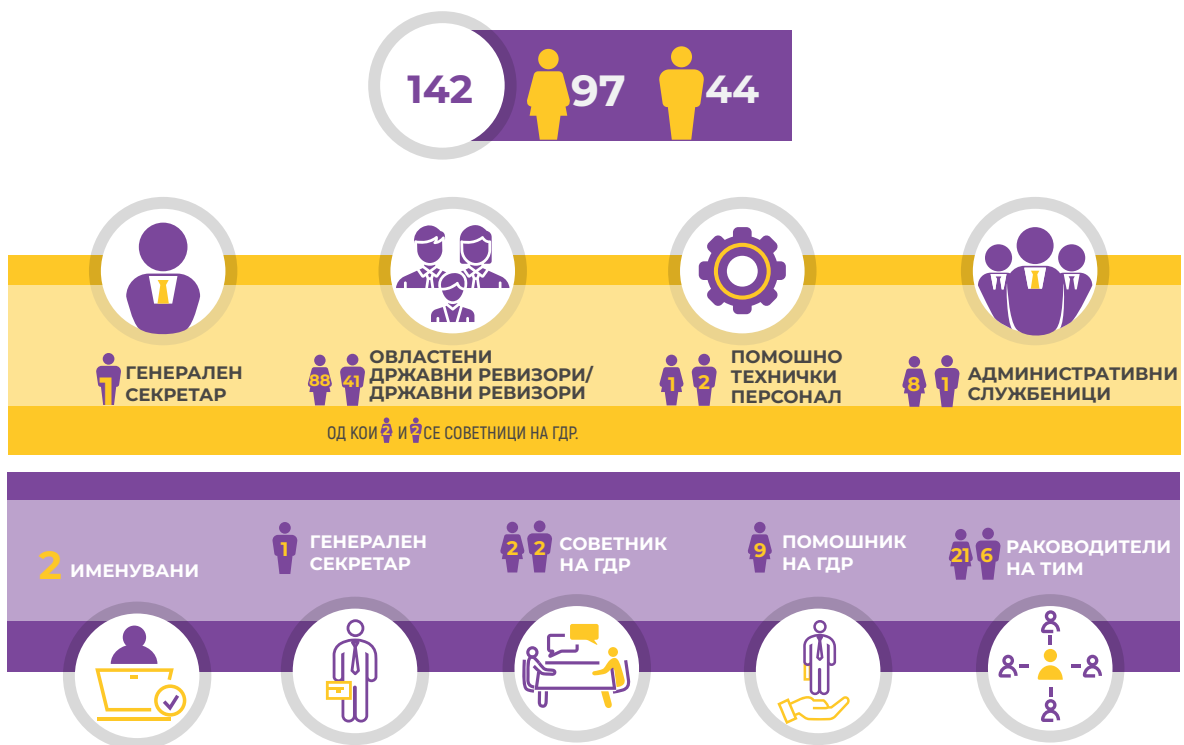 142
97
44
1 ГЕНЕРАЛЕН
СЕКРЕТАР
88 41 ОВЛАСТЕНИ
ДРЖАВНИ РЕВИЗОРИ/
ДРЖАВНИ РЕВИЗОРИ
1 2 ПОМОШНО
ТЕХНИЧКИ
ПЕРСОНАЛ
8 1 АДМИНИСТРАТИВНИ
СЛУЖБЕНИЦИ
ОД КОИ 2 И 2 СЕ СОВЕТНИЦИ НА ГДР.
2 ИМЕНУВАНИ
1 ГЕНЕРАЛЕН
СЕКРЕТАР
2 2 СОВЕТНИК
НА ГДР
9 ПОМОШНИК
НА ГДР
21 6 РАКОВОДИТЕЛИ
НА ТИМ